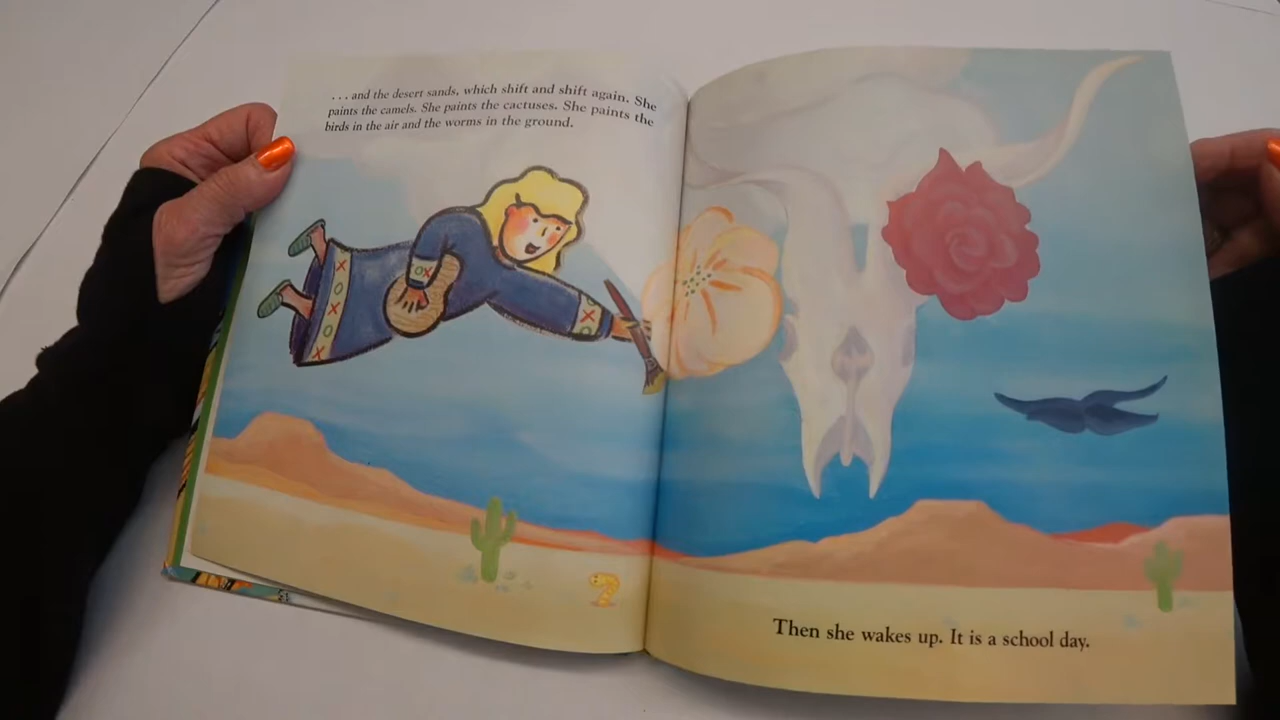 . . . and the desert sands, which shift and shift again. She
paints the camels. She paints the cactuses. She paints the
birds in the air and the worms in the ground.
Then she wakes up. It is a school day.